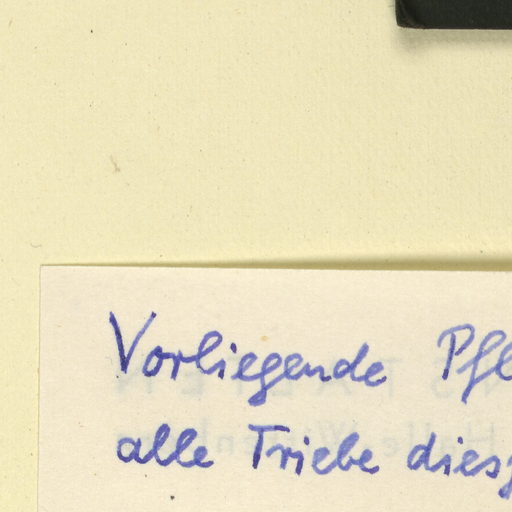 Vorliegende Pfl
alle Triebe dies